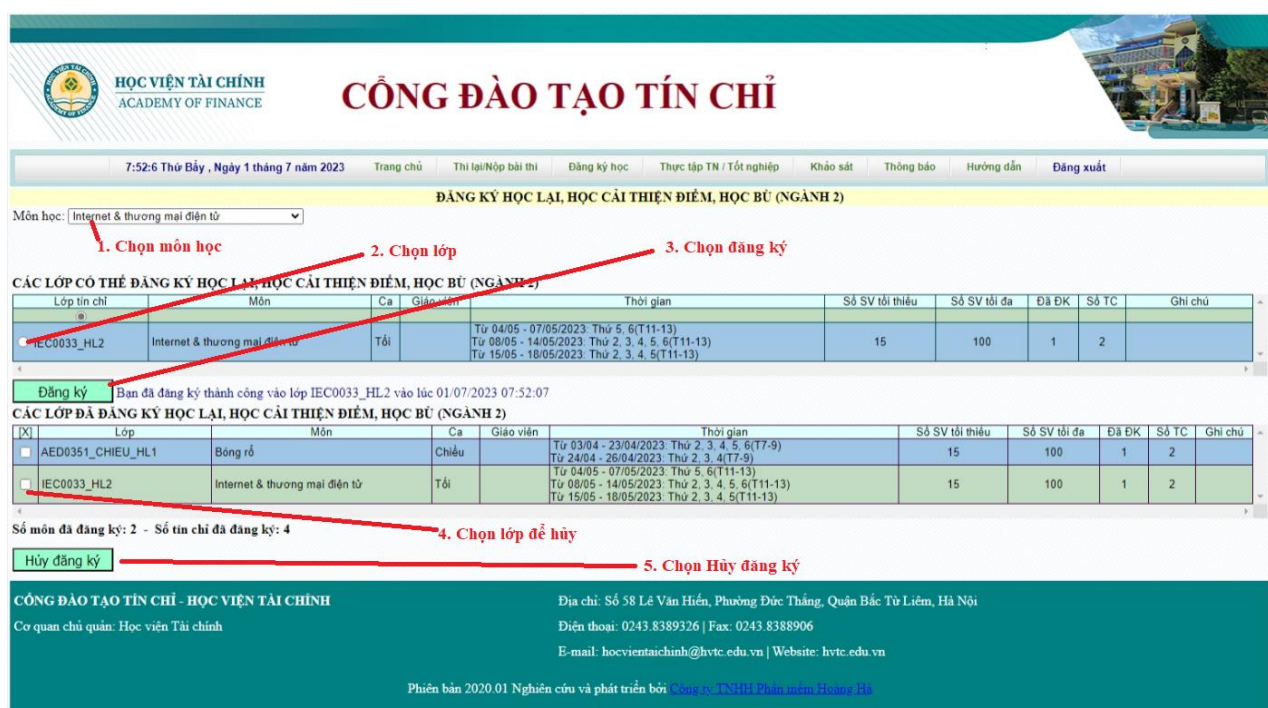 HỌC VIỆN TÀI CHÍNH
ACADEMY OF FINANCE
CỔNG ĐÀO TẠO TÍN CHỈ
7:52:6 Thứ Bẩy , Ngày 1 tháng 7 năm 2023 Trang chủ Thi lại/Nộp bài thi Đăng ký học Thực tập TN / Tốt nghiệp Khảo sát Thông báo Hướng dẫn Đăng xuất
ĐĂNG KÝ HỌC LẠI, HỌC CẢI THIỆN ĐIỂM, HỌC BÙ (NGÀNH 2)
Môn học: Internet & thương mại điện tử
1. Chọn môn học
2. Chọn lớp
3. Chọn đăng ký
CÁC LỚP CÓ THỂ ĐĂNG KÝ HỌC LẠI, HỌC CẢI THIỆN ĐIỂM, HỌC BÙ (NGÀNH 2)
Lớp tín chỉ Môn Ca Giáo viên Thời gian Số SV tối thiểu Số SV tối đa Đã ĐK Số TC Ghi chú
Từ 04/05 - 07/05/2023: Thứ 5, 6(T11-13)
IEC0033_HL2 Internet & thương mại điện tử Tối Từ 08/05 - 14/05/2023: Thứ 2, 3, 4, 5, 6(T11-13) 15 100 1 2
Từ 15/05 - 18/05/2023: Thứ 2, 3, 4, 5(T11-13)
Đăng ký Bạn đã đăng ký thành công vào lớp IEC0033_HL2 vào lúc 01/07/2023 07:52:07
CÁC LỚP ĐÃ ĐĂNG KÝ HỌC LẠI, HỌC CẢI THIỆN ĐIỂM, HỌC BÙ (NGÀNH 2)
[X] Lớp Môn Ca Giáo viên Thời gian Số SV tối thiểu Số SV tối đa Đã ĐK Số TC Ghi chú
AED0351_CHIEU_HL1 Bóng rổ Chiều Từ 03/04 - 23/04/2023: Thứ 2, 3, 4, 5, 6(T7-9) 15 100 1 2
Từ 24/04 - 26/04/2023: Thứ 2, 3, 4(T7-9)
Từ 04/05 - 07/05/2023: Thứ 5, 6(T11-13)
IEC0033_HL2 Internet & thương mại điện tử Tối Từ 08/05 - 14/05/2023: Thứ 2, 3, 4, 5, 6(T11-13) 15 100 1 2
Từ 15/05 - 18/05/2023: Thứ 2, 3, 4, 5(T11-13)
Số môn đã đăng ký: 2 - Số tín chỉ đã đăng ký: 4
4. Chọn lớp để hủy
Hủy đăng ký
5. Chọn Hủy đăng ký
CỔNG ĐÀO TẠO TÍN CHỈ - HỌC VIỆN TÀI CHÍNH
Cơ quan chủ quản: Học viện Tài chính
Địa chỉ: Số 58 Lê Văn Hiến, Phường Đức Thắng, Quận Bắc Từ Liêm, Hà Nội
Điện thoại: 0243.8389326 | Fax: 0243.8388906
E-mail: hocvientaichinh@hvtc.edu.vn | Website: hvtc.edu.vn
Phiên bản 2020.01 Nghiên cứu và phát triển bởi Công ty TNHH Phần mềm Hoàng Hà